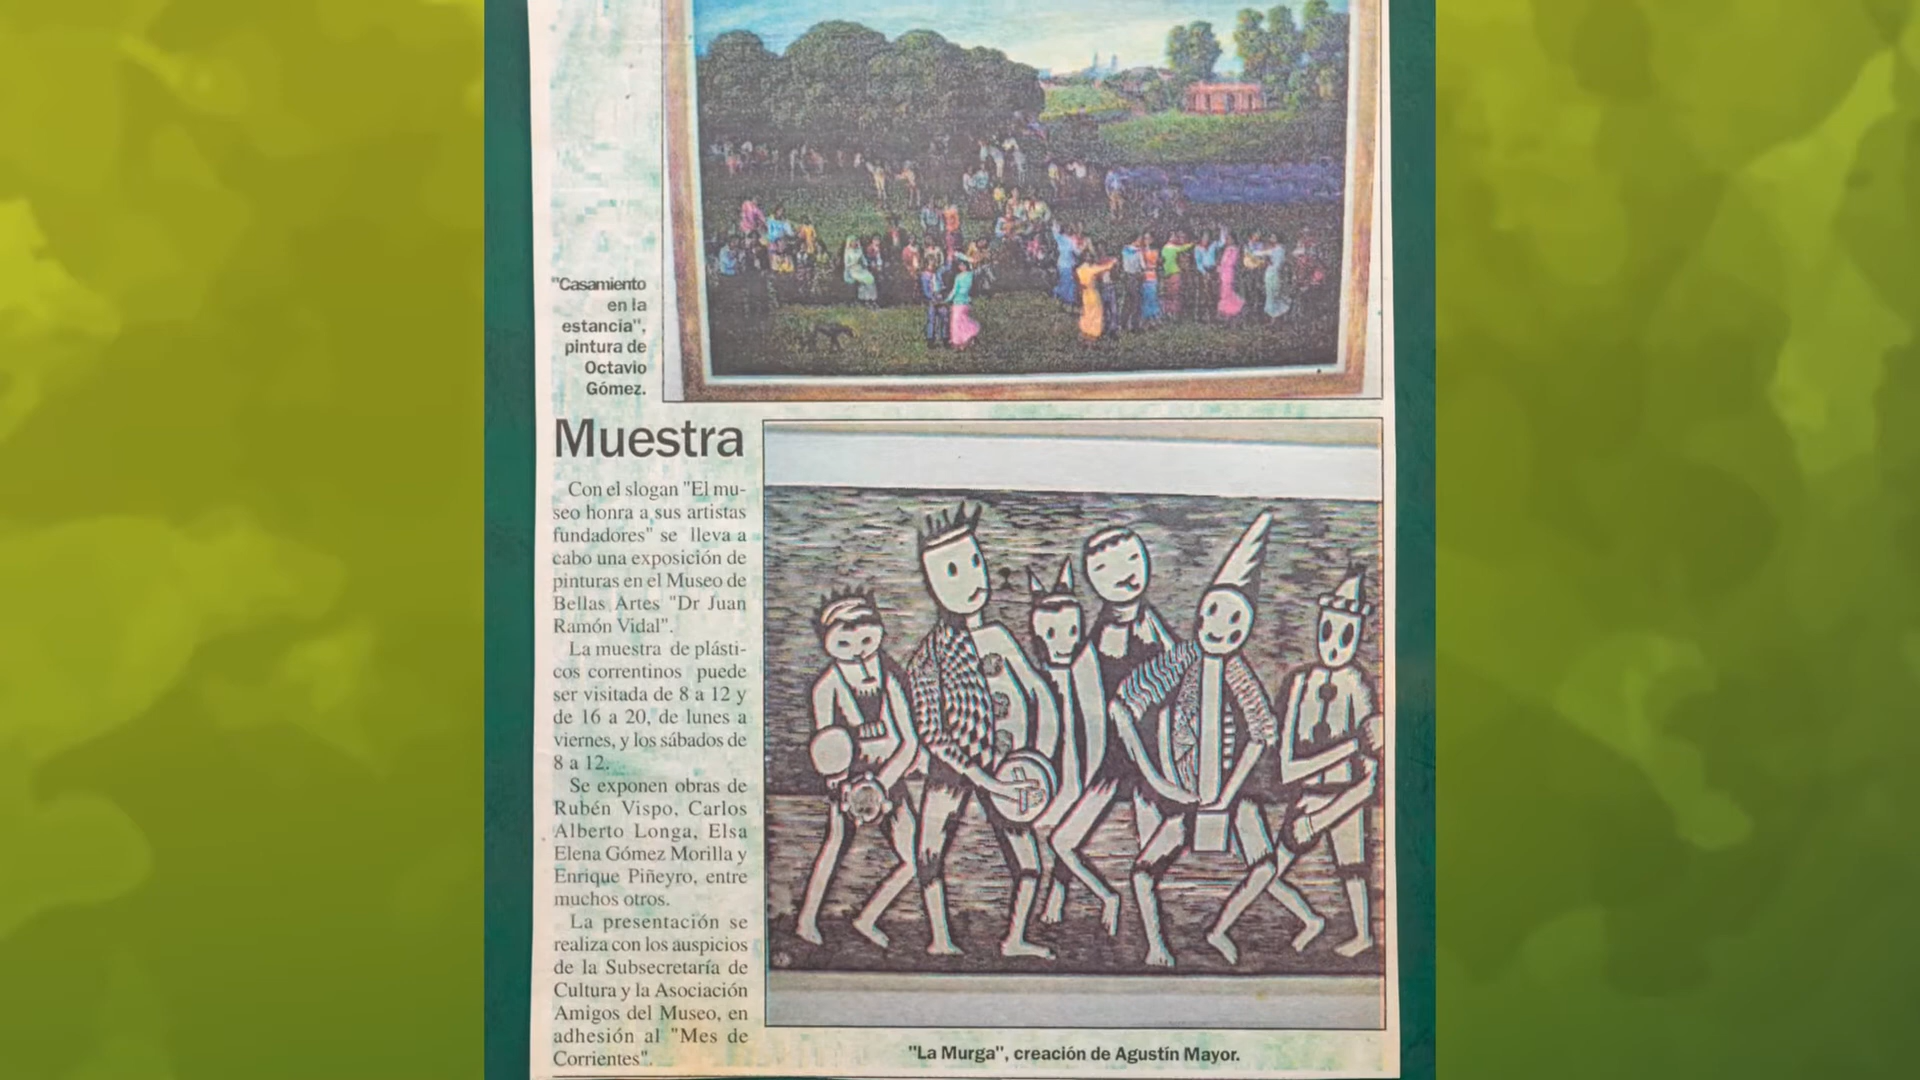 "Casamiento
en la
estancia",
pintura de
Octavio
Gómez.
Muestra
Con el slogan "El mu-
seo honra a sus artistas
fundadores" se lleva a
cabo una exposición de
pinturas en el Museo de
Bellas Artes "Dr Juan
Ramón Vidal".
La muestra de plásti-
cos correntinos puede
ser visitada de 8 a 12 y
de 16 a 20, de lunes a
viernes, y los sábados de
8 a 12.
Se exponen obras de
Rubén Vispo, Carlos
Alberto Longa, Elsa
Elena Gómez Morilla y
Enrique Piñeyro, entre
muchos otros.
La presentación se
realiza con los auspicios
de la Subsecretaría de
Cultura y la Asociación
Amigos del Museo, en
adhesión al "Mes de
Corrientes".
"La Murga", creación de Agustín Mayor.